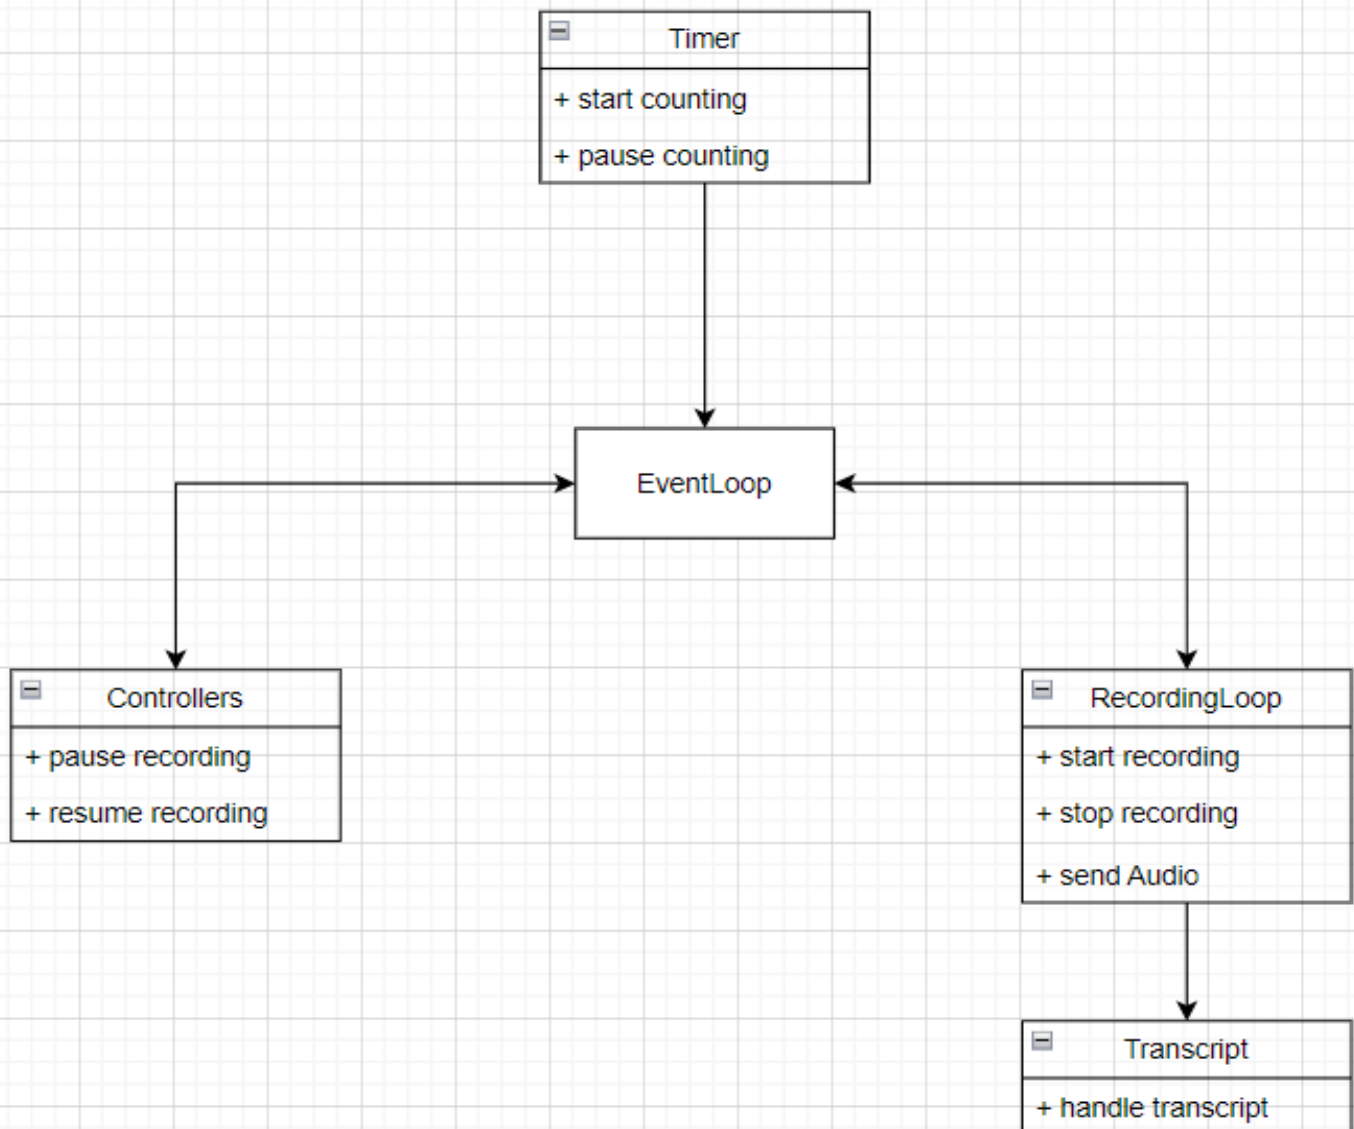 Timer
+ start counting
+ pause counting
EventLoop
Controllers
+ pause recording
+ resume recording
RecordingLoop
+ start recording
+ stop recording
+ send Audio
Transcript
+ handle transcript